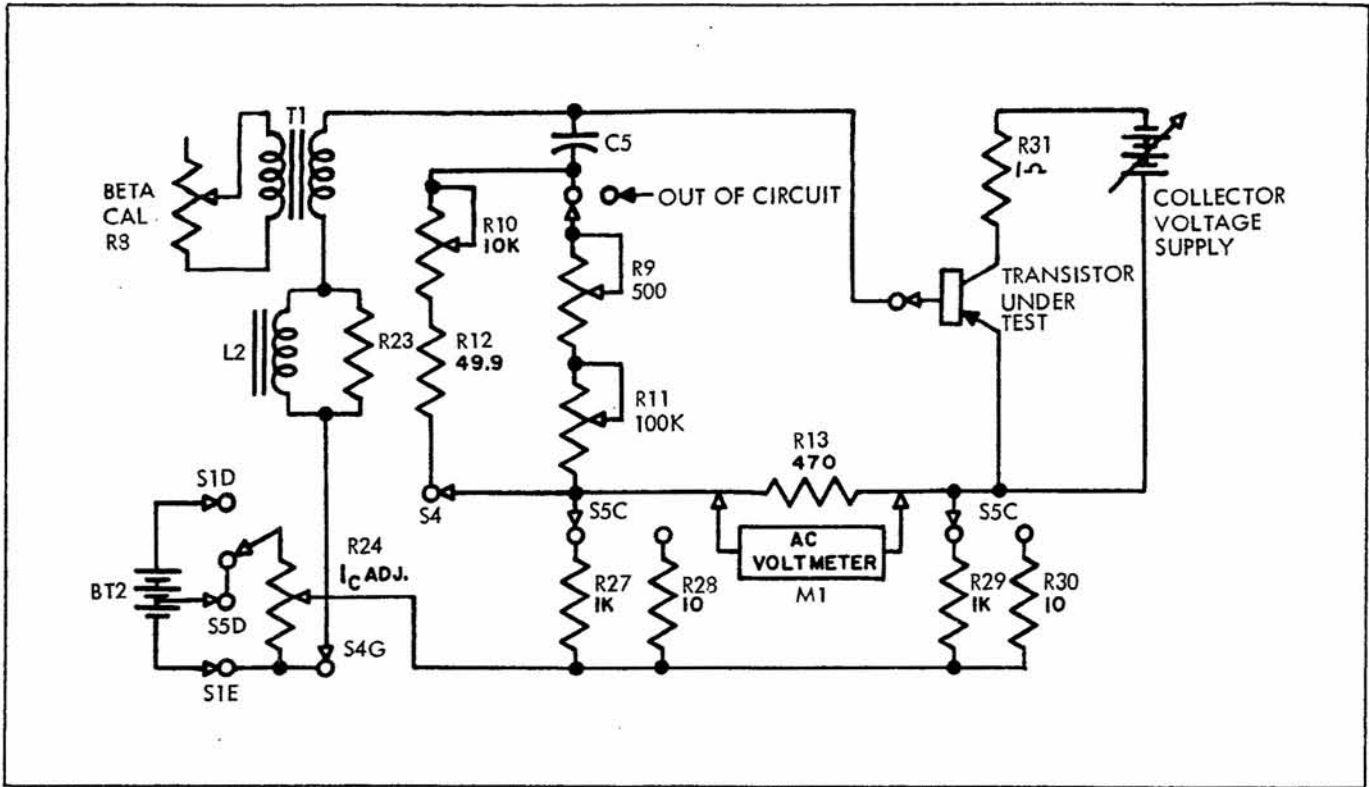 T1
BETA
CAL
R8
C5
OUT OF CIRCUIT
R10
10K
R9
500
R31
1Ω
COLLECTOR
VOLTAGE
SUPPLY
TRANSISTOR
UNDER
TEST
L2
R23
R12
49.9
R11
100K
R13
470
S1D
S4
S5C
S5C
AC
VOLTMETER
M1
R24
IC ADJ.
BT2
S5D
R27
1K
R28
10
R29
1K
R30
10
S4G
S1E